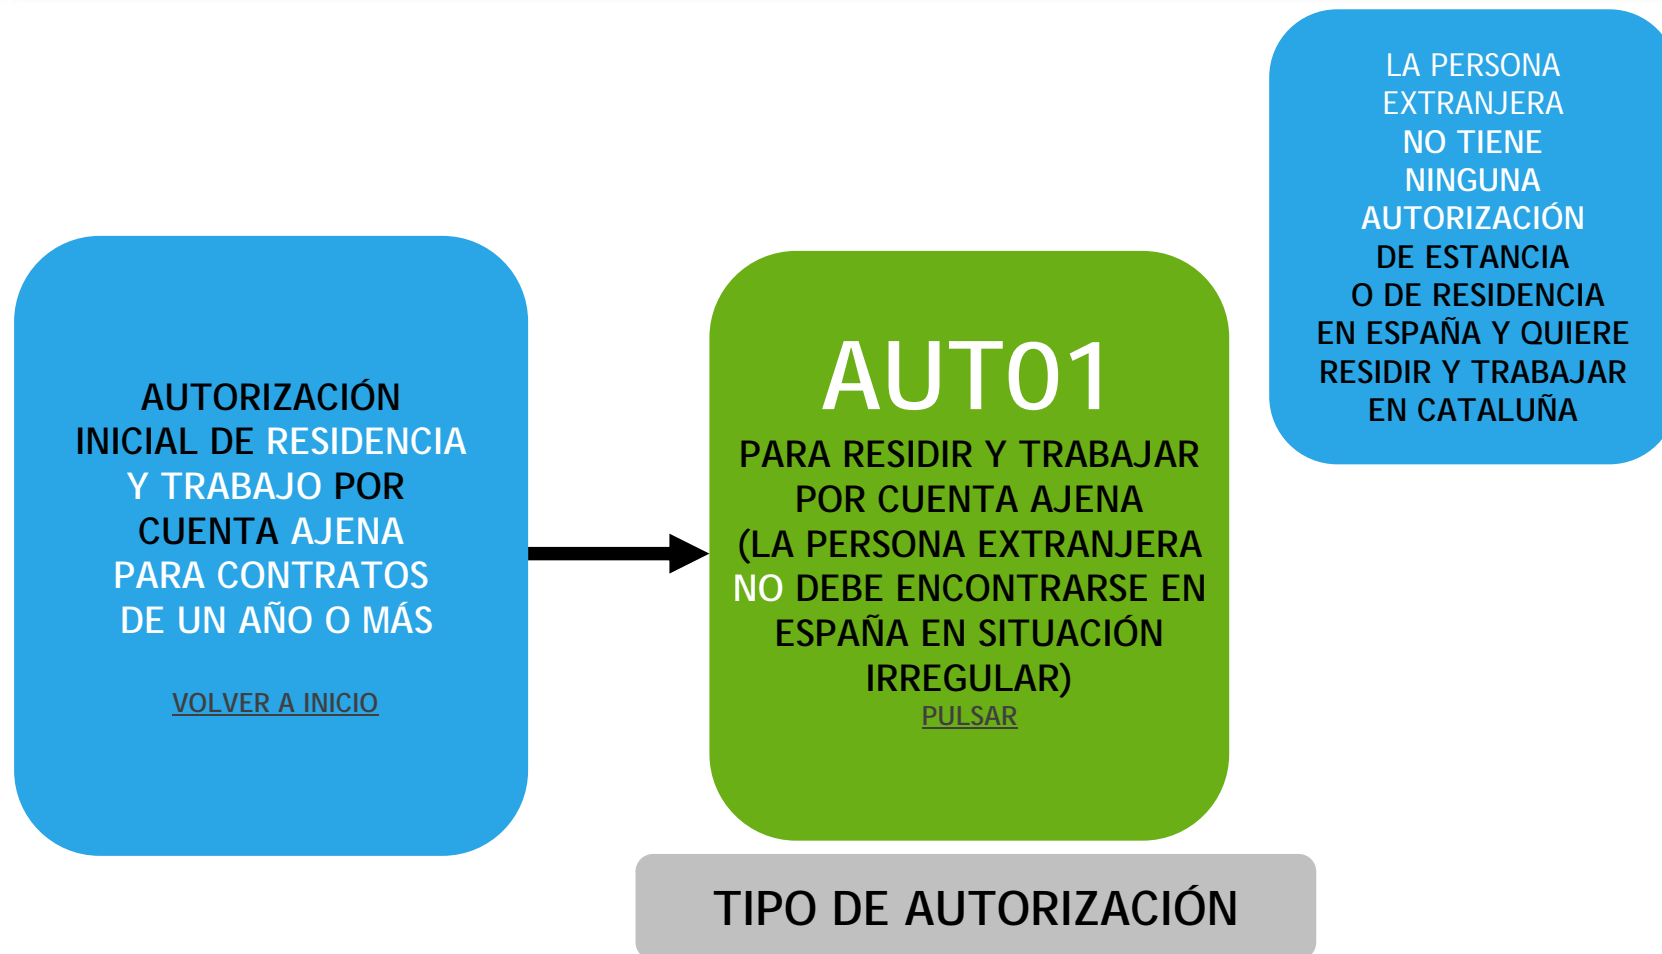 LA PERSONA
EXTRANJERA
NO TIENE
NINGUNA
AUTORIZACIÓN
DE ESTANCIA
O DE RESIDENCIA
EN ESPAÑA Y QUIERE
RESIDIR Y TRABAJAR
EN CATALUÑA
AUTORIZACIÓN
INICIAL DE RESIDENCIA
Y TRABAJO POR
CUENTA AJENA
PARA CONTRATOS
DE UN AÑO O MÁS
VOLVER A INICIO
AUT01
PARA RESIDIR Y TRABAJAR
POR CUENTA AJENA
(LA PERSONA EXTRANJERA
NO DEBE ENCONTRARSE EN
ESPAÑA EN SITUACIÓN
IRREGULAR)
PULSAR
TIPO DE AUTORIZACIÓN